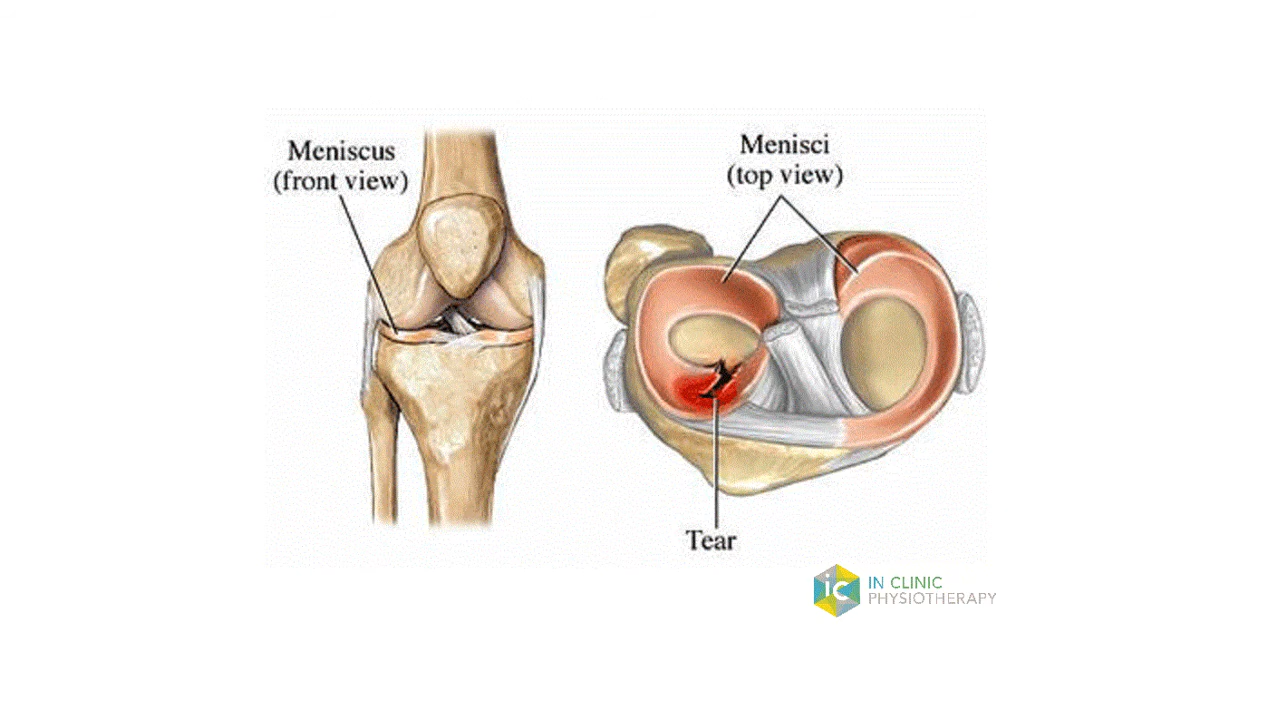 Meniscus
(front view)
Menisci
(top view)
Tear
ic
IN CLINIC
PHYSIOTHERAPY